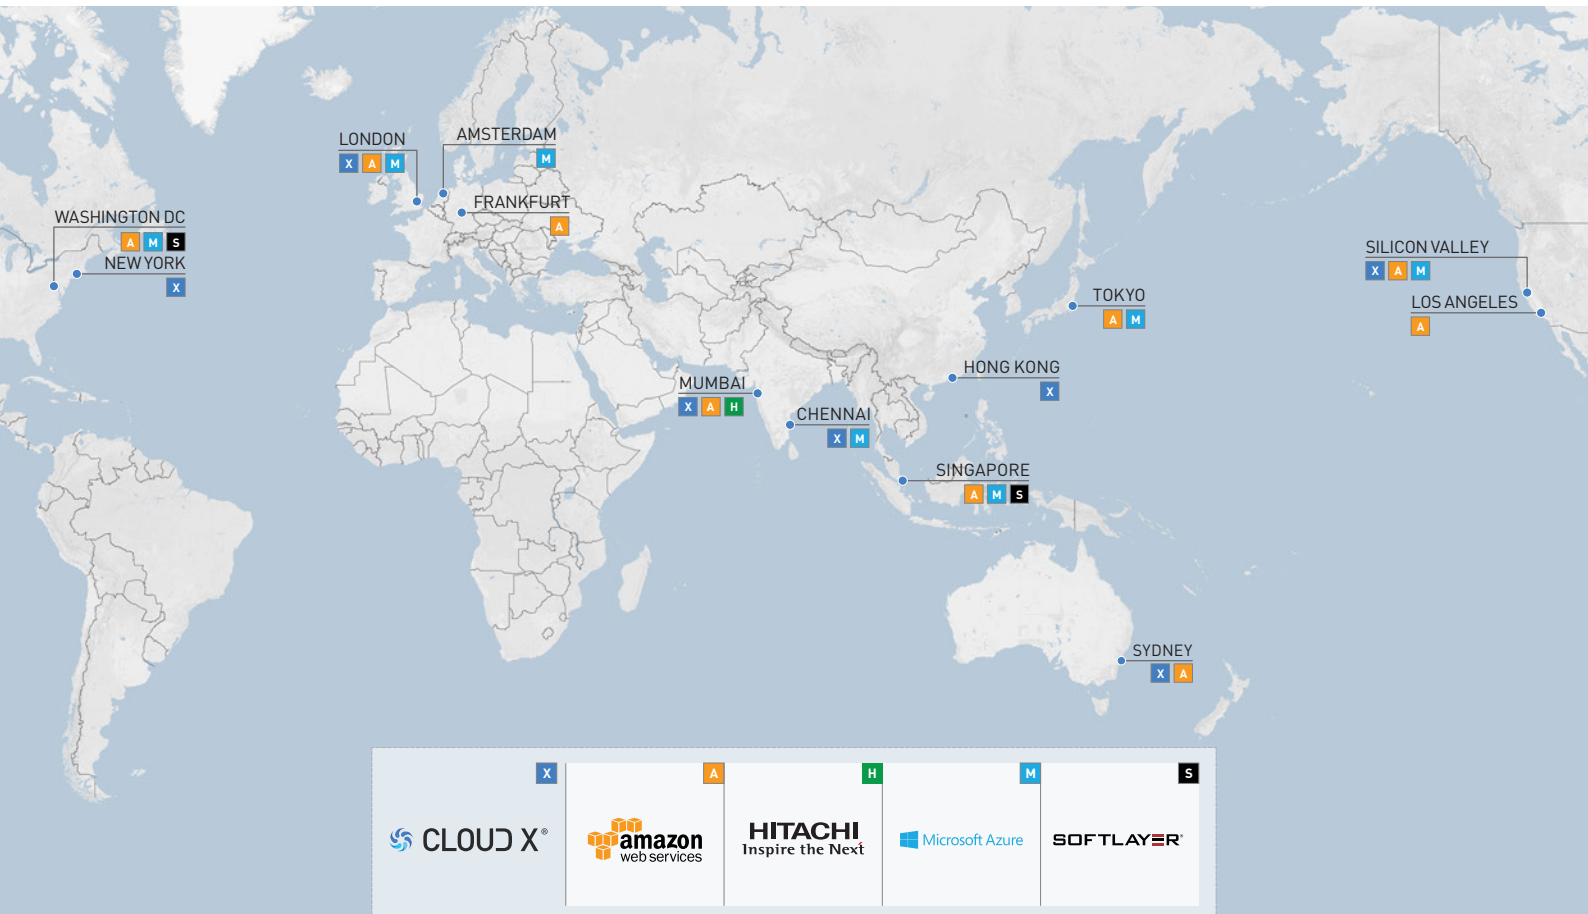 LONDON
X A M
AMSTERDAM
M
FRANKFURT
A
WASHINGTON DC
A M S
NEW YORK
X
SILICON VALLEY
X A M
LOS ANGELES
A
TOKYO
A M
HONG KONG
X
MUMBAI
X A H
CHENNAI
X M
SINGAPORE
A M S
SYDNEY
X A
X
CLOUD X®
A
amazon
web services
H
HITACHI
Inspire the Next
M
Microsoft Azure
S
SOFTLAYER®